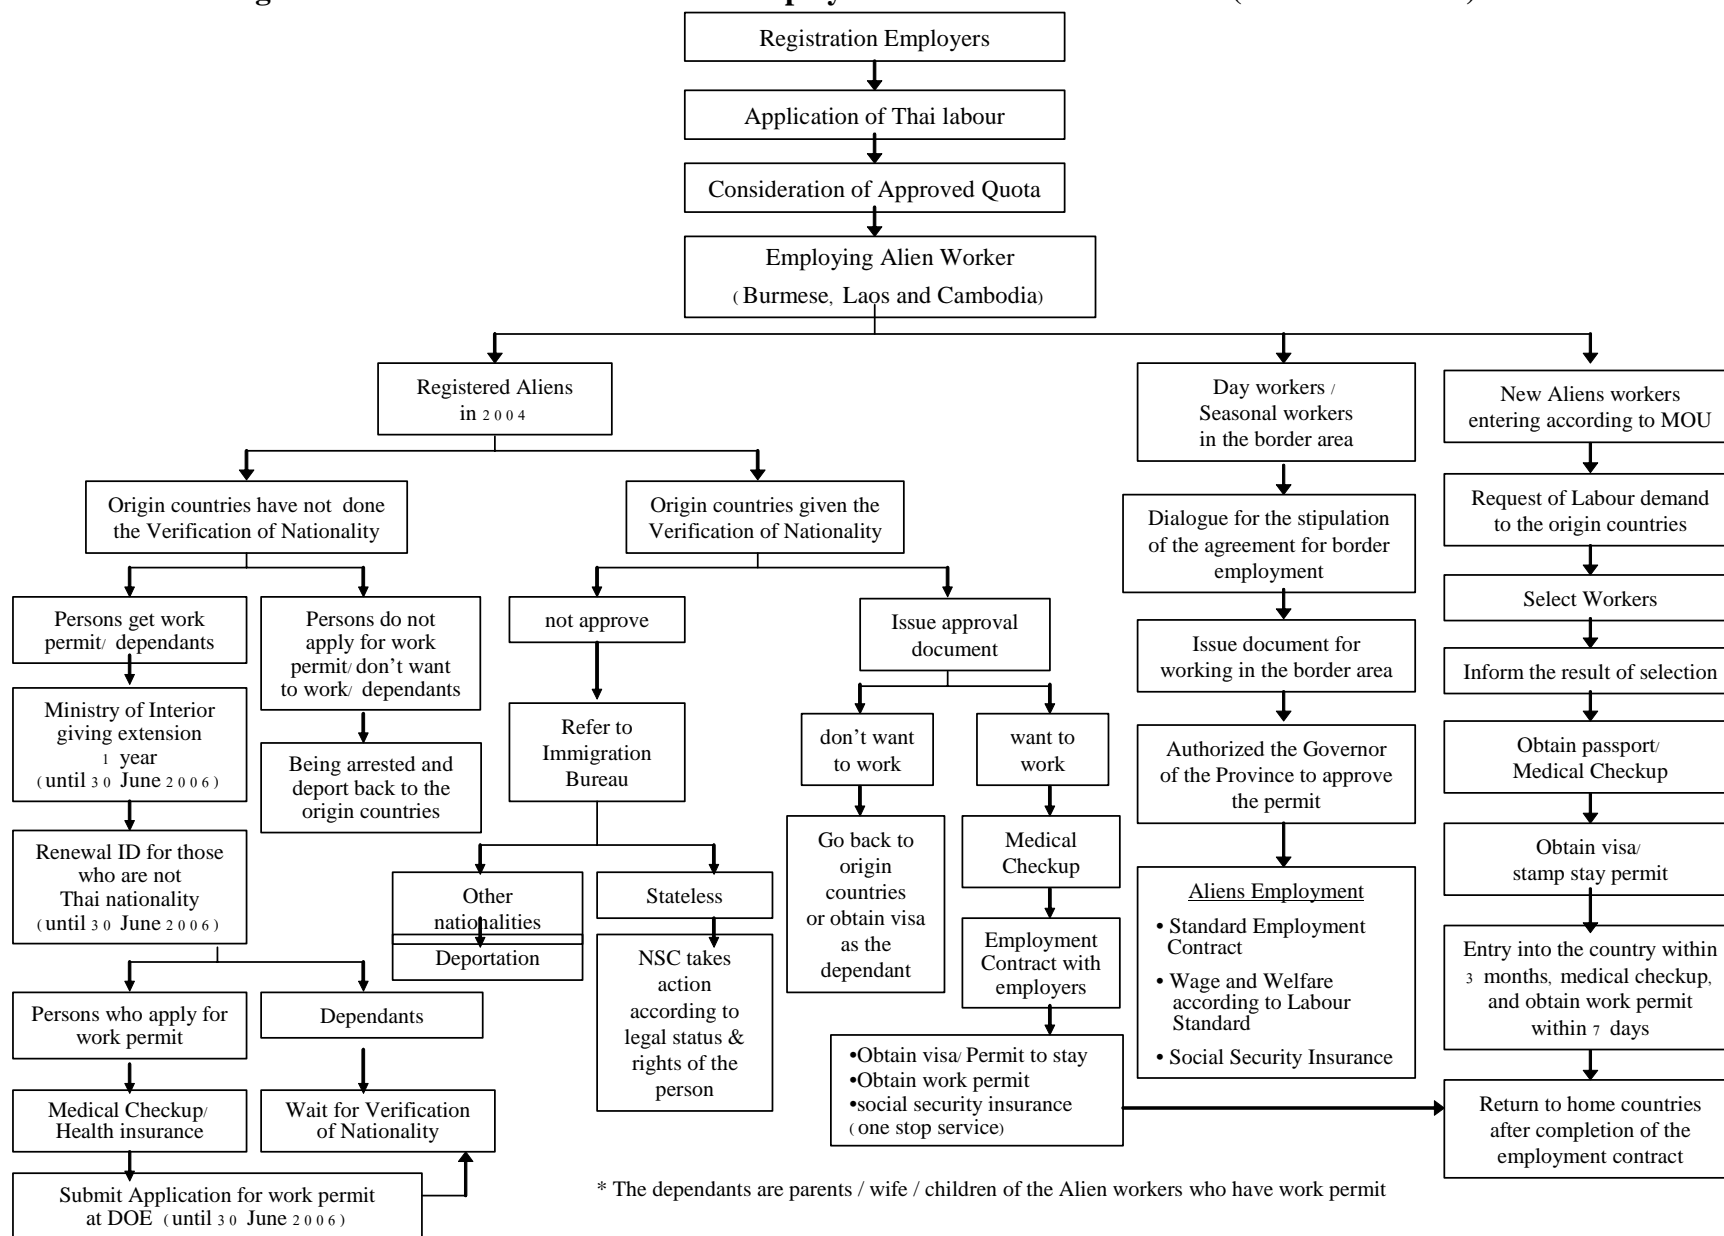 Registration Employers
Application of Thai labour
Consideration of Approved Quota
Employing Alien Worker
(Burmese, Laos and Cambodia)
Registered Aliens
in 2004
Day workers /
Seasonal workers
in the border area
New Aliens workers
entering according to MOU
Origin countries have not done
the Verification of Nationality
Origin countries given the
Verification of Nationality
Dialogue for the stipulation
of the agreement for border
employment
Request of Labour demand
to the origin countries
Persons get work
permit/ dependants
Persons do not
apply for work
permit/ don't want
to work/ dependants
not approve
Issue approval
document
Issue document for
working in the border area
Select Workers
Inform the result of selection
Ministry of Interior
giving extension
1 year
(until 30 June 2006)
Being arrested and
deport back to the
origin countries
Refer to
Immigration
Bureau
don't want
to work
want to
work
Authorized the Governor
of the Province to approve
the permit
Obtain passport/
Medical Checkup
Renewal ID for those
who are not
Thai nationality
(until 30 June 2006)
Other
nationalities
Deportation
Stateless
Go back to
origin
countries
or obtain visa
as the
dependant
Medical
Checkup
Aliens Employment
• Standard Employment
Contract
• Wage and Welfare
according to Labour
Standard
• Social Security Insurance
Obtain visa/
stamp stay permit
NSC takes
action
according to
legal status &
rights of the
person
Employment
Contract with
employers
Entry into the country within
3 months, medical checkup,
and obtain work permit
within 7 days
Persons who apply for
work permit
Dependants
•Obtain visa/ Permit to stay
•Obtain work permit
•social security insurance
(one stop service)
Return to home countries
after completion of the
employment contract
Medical Checkup/
Health insurance
Wait for Verification
of Nationality
Submit Application for work permit
at DOE (until 30 June 2006)
* The dependants are parents / wife / children of the Alien workers who have work permit